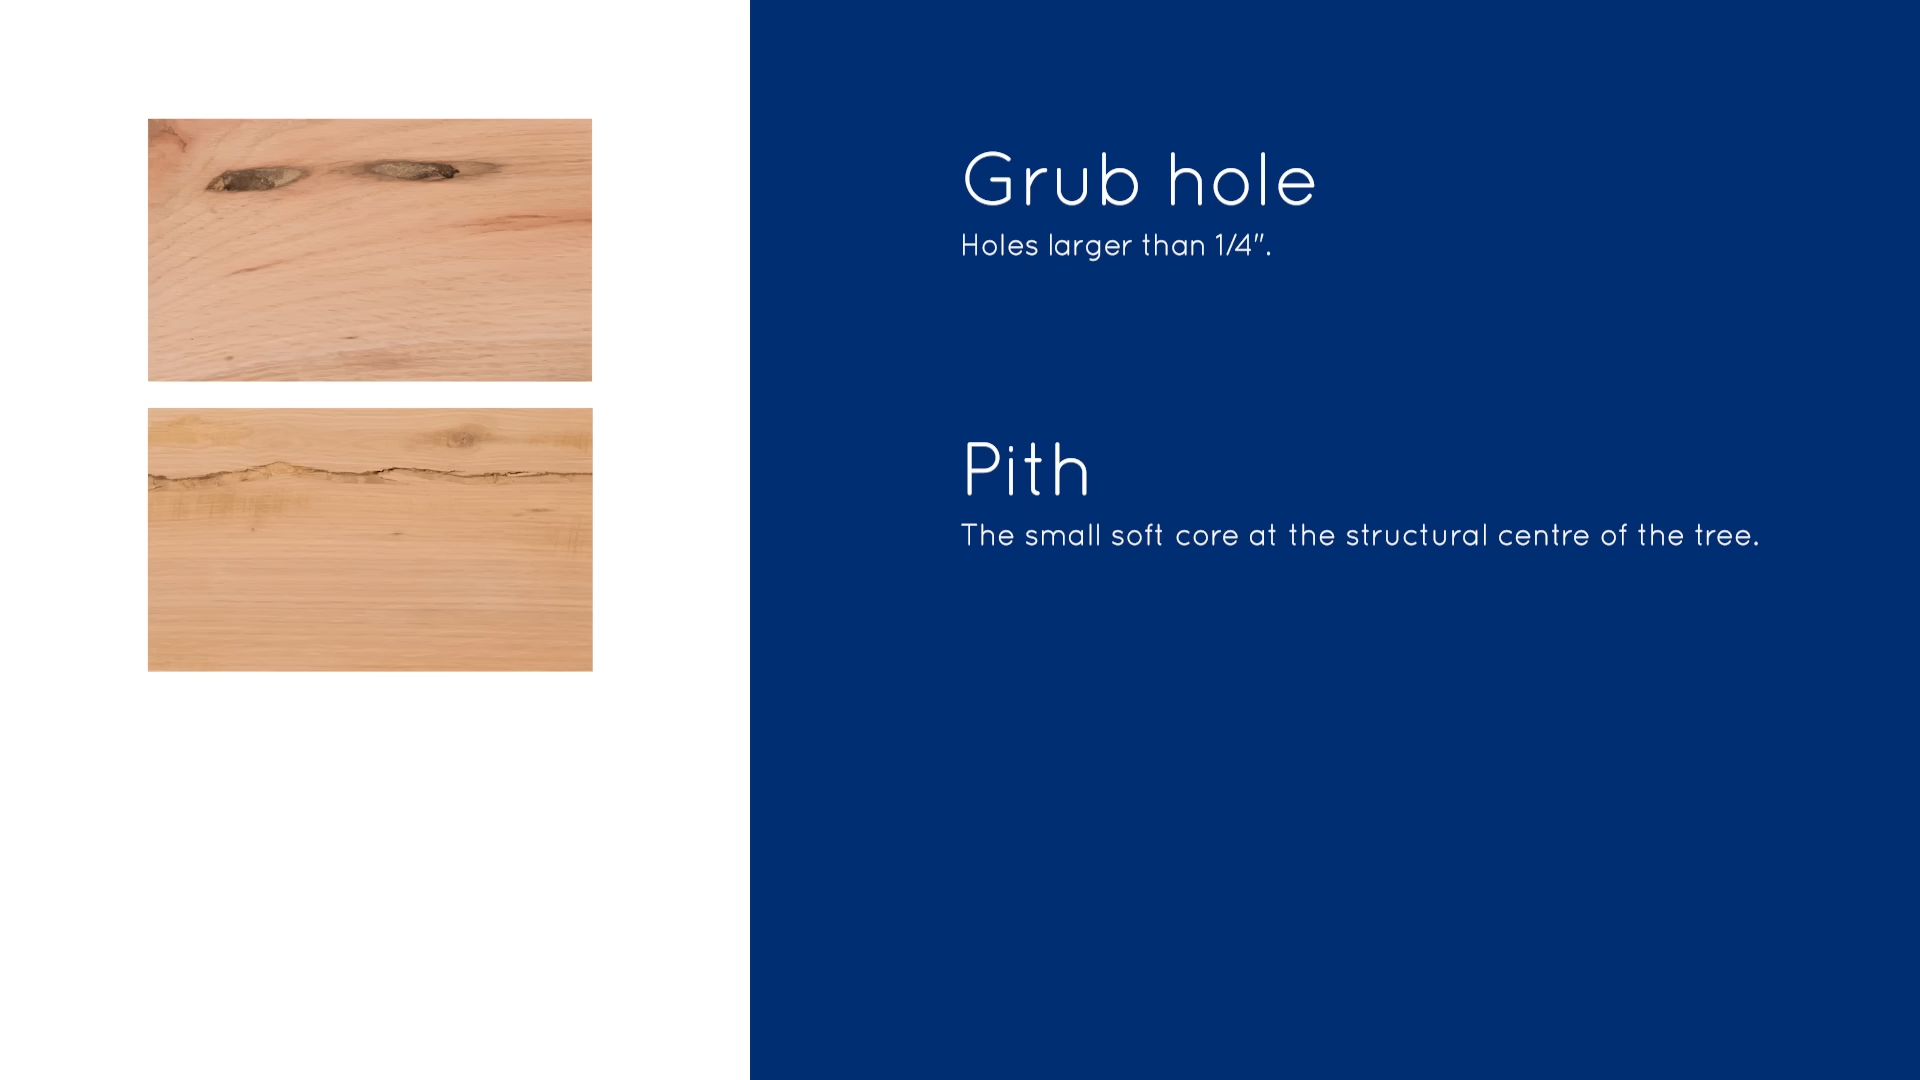 Grub hole
Holes larger than 1/4".
Pith
The small soft core at the structural centre of the tree.